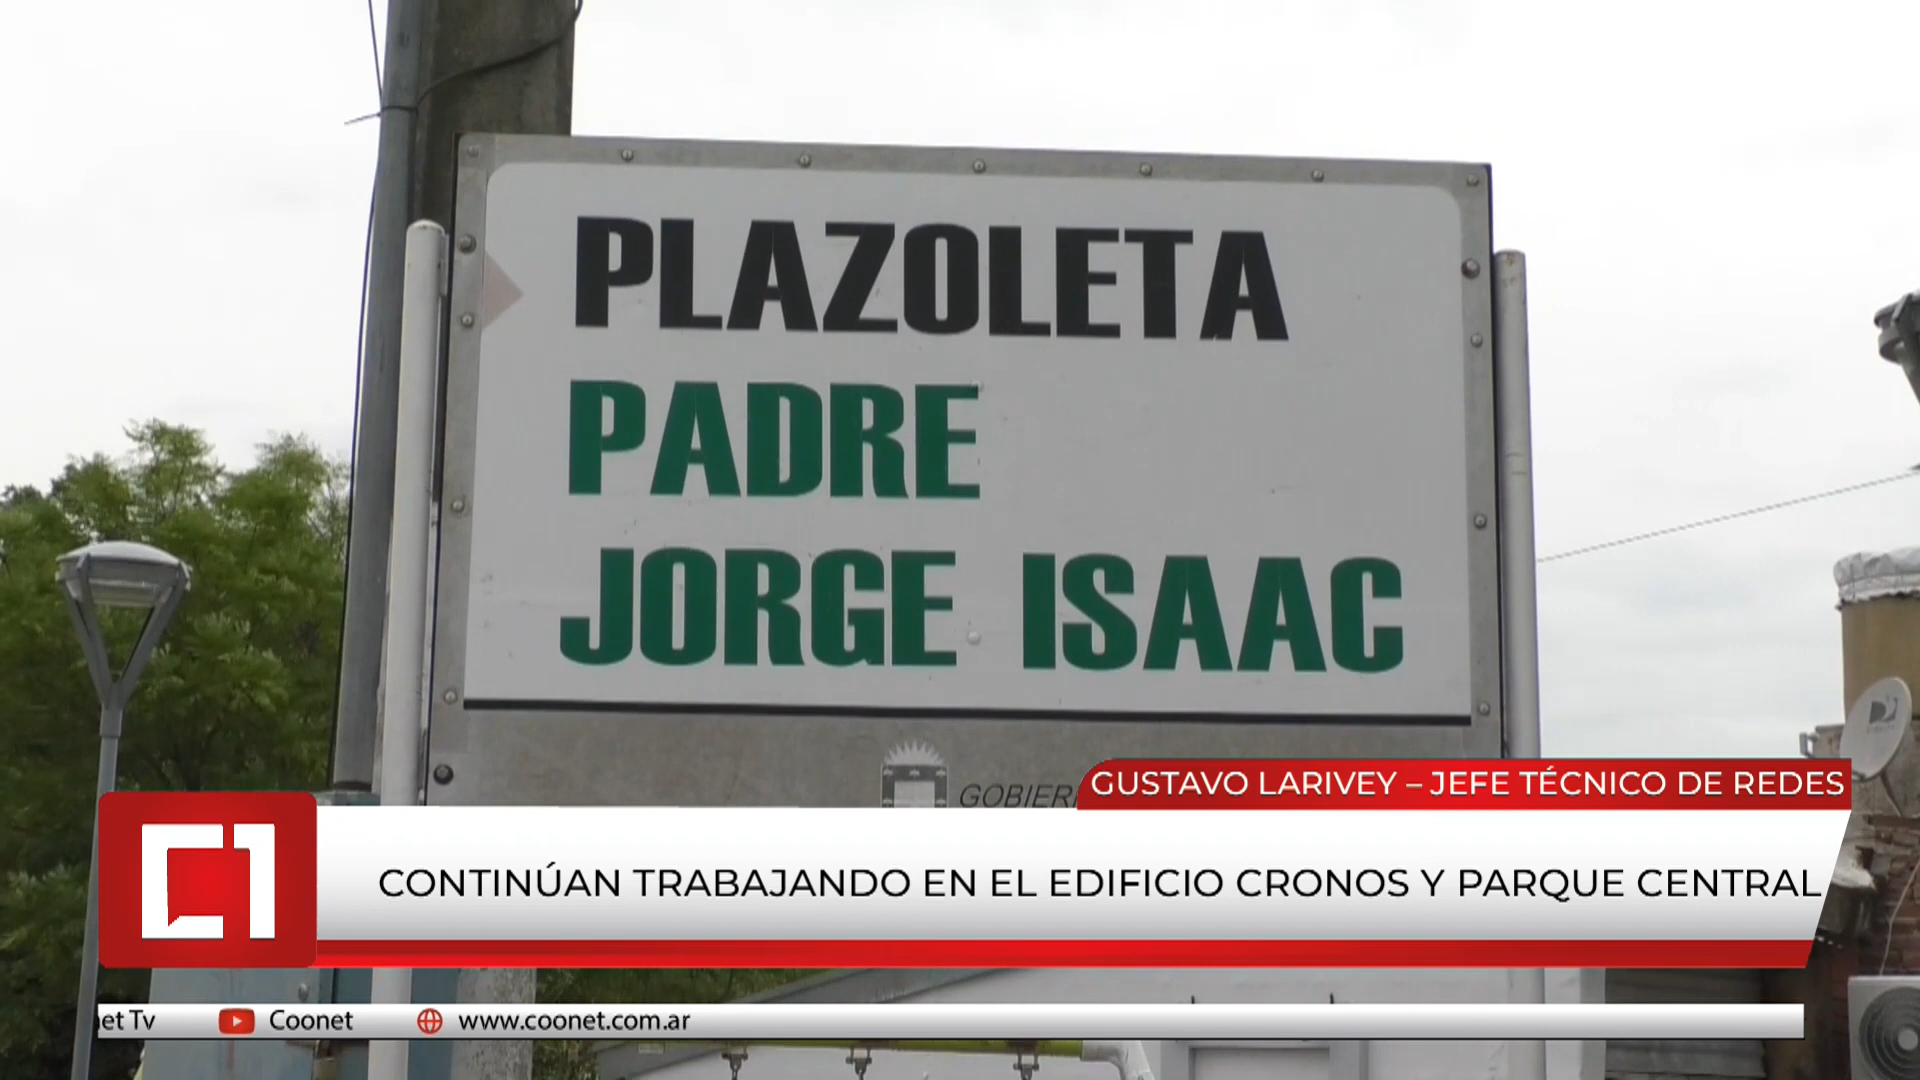 PLAZOLETA
PADRE
JORGE ISAAC
GUSTAVO LARIVEY – JEFE TÉCNICO DE REDES
C1
CONTINÚAN TRABAJANDO EN EL EDIFICIO CRONOS Y PARQUE CENTRAL
Tv Coonet www.coonet.com.ar